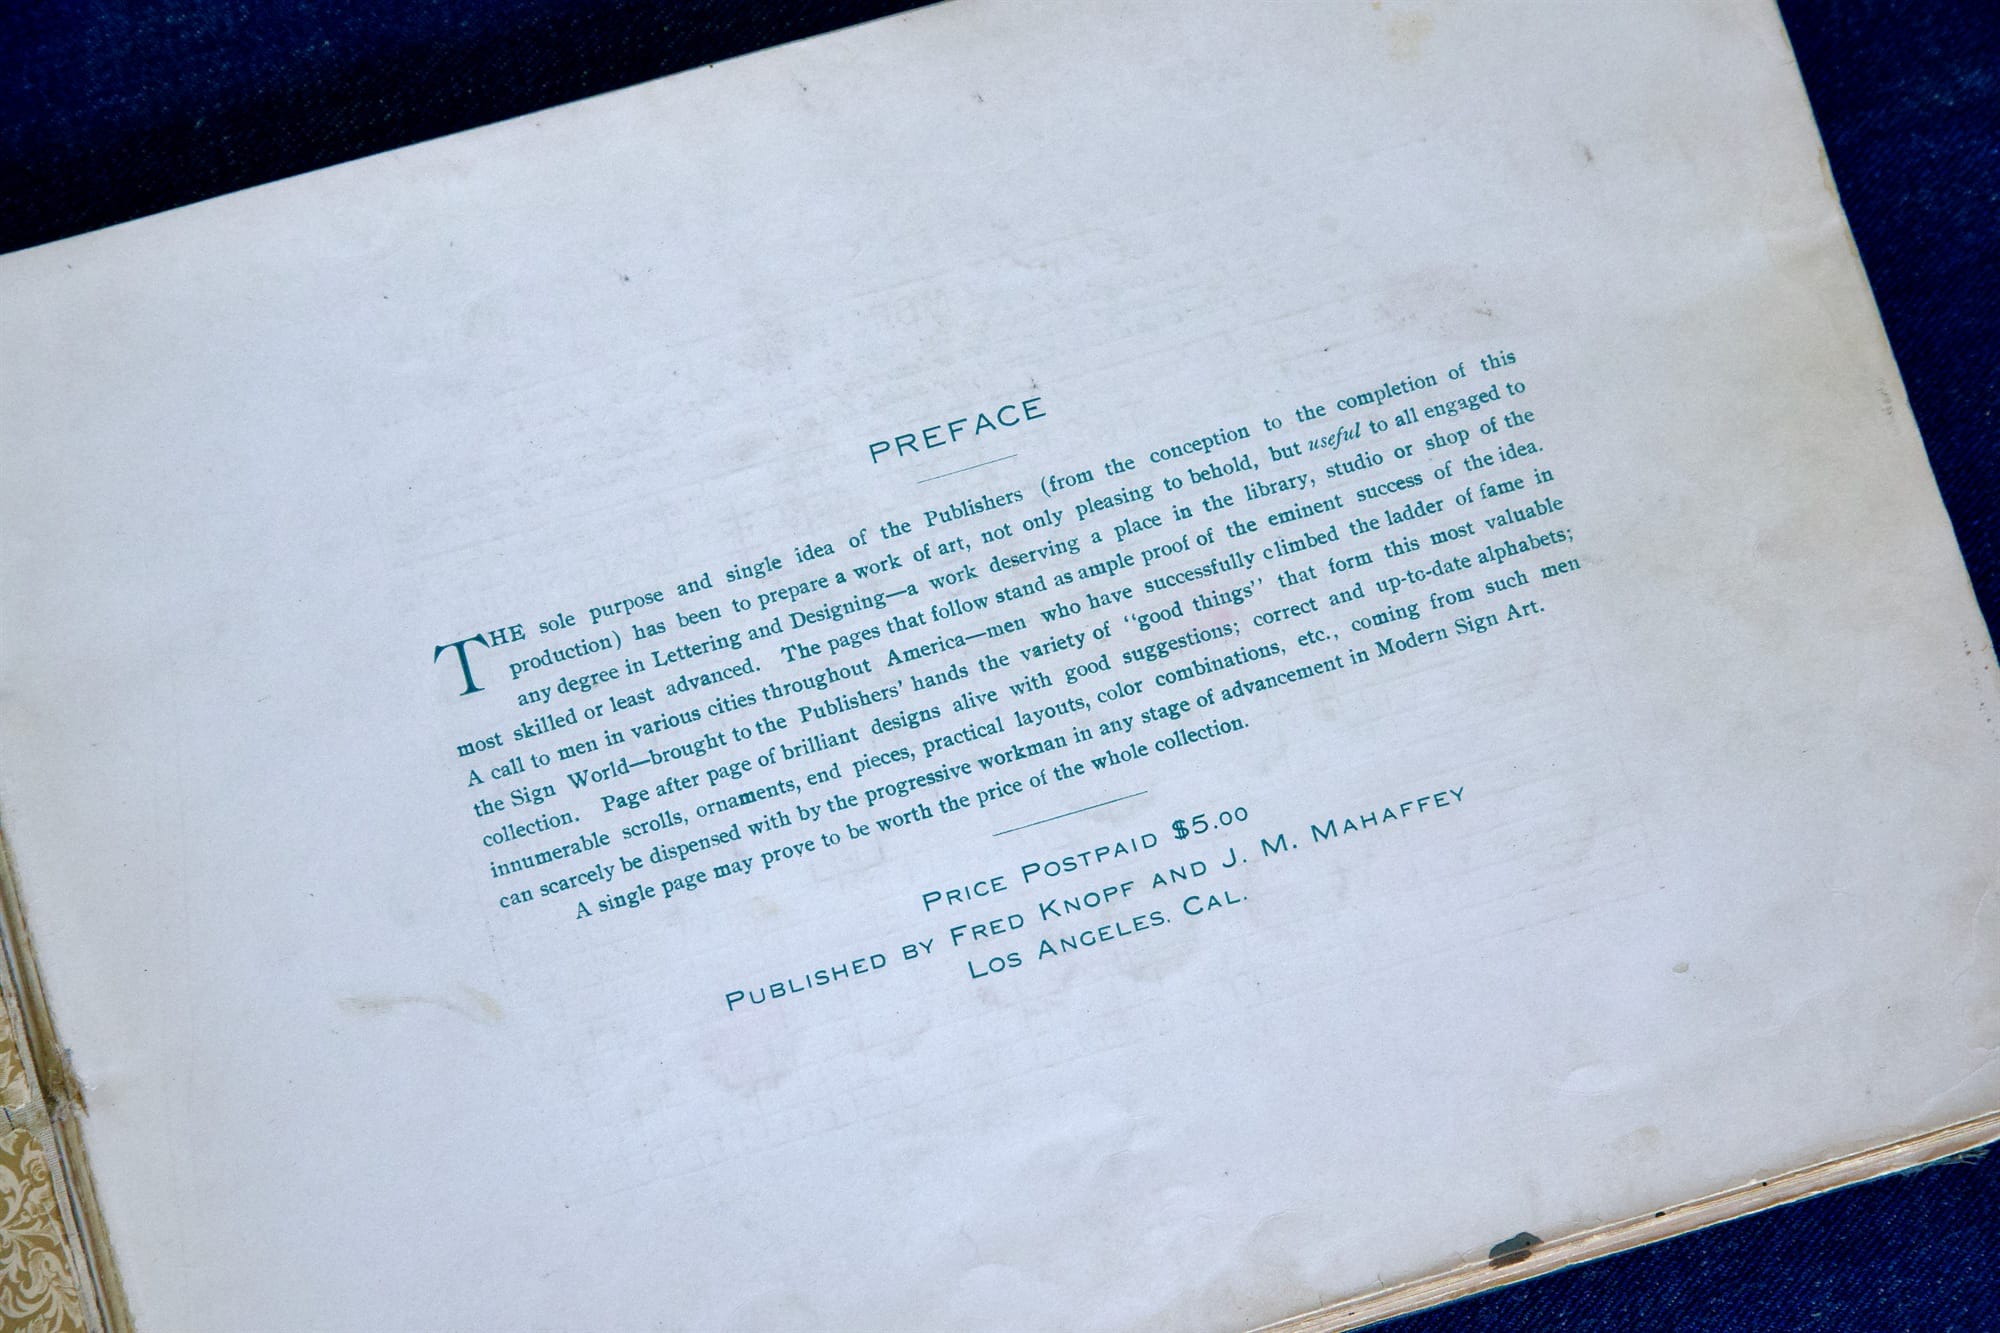 PREFACE
THE sole purpose and single idea of the Publishers (from the conception to the completion of this
production) has been to prepare a work of art, not only pleasing to behold, but useful to all engaged to
any degree in Lettering and Designing—a work deserving a place in the library, studio or shop of the
most skilled or least advanced. The pages that follow stand as ample proof of the eminent success of the idea.
A call to men in various cities throughout America—men who have successfully climbed the ladder of fame in
the Sign World—brought to the Publishers' hands the variety of "good things" that form this most valuable
collection. Page after page of brilliant designs alive with good suggestions; correct and up-to-date alphabets;
innumerable scrolls, ornaments, end pieces, practical layouts, color combinations, etc., coming from such men
can scarcely be dispensed with by the progressive workman in any stage of advancement in Modern Sign Art.
A single page may prove to be worth the price of the whole collection.
PRICE POSTPAID $5.00
PUBLISHED BY FRED KNOPF AND J. M. MAHAFFEY
LOS ANGELES, CAL.